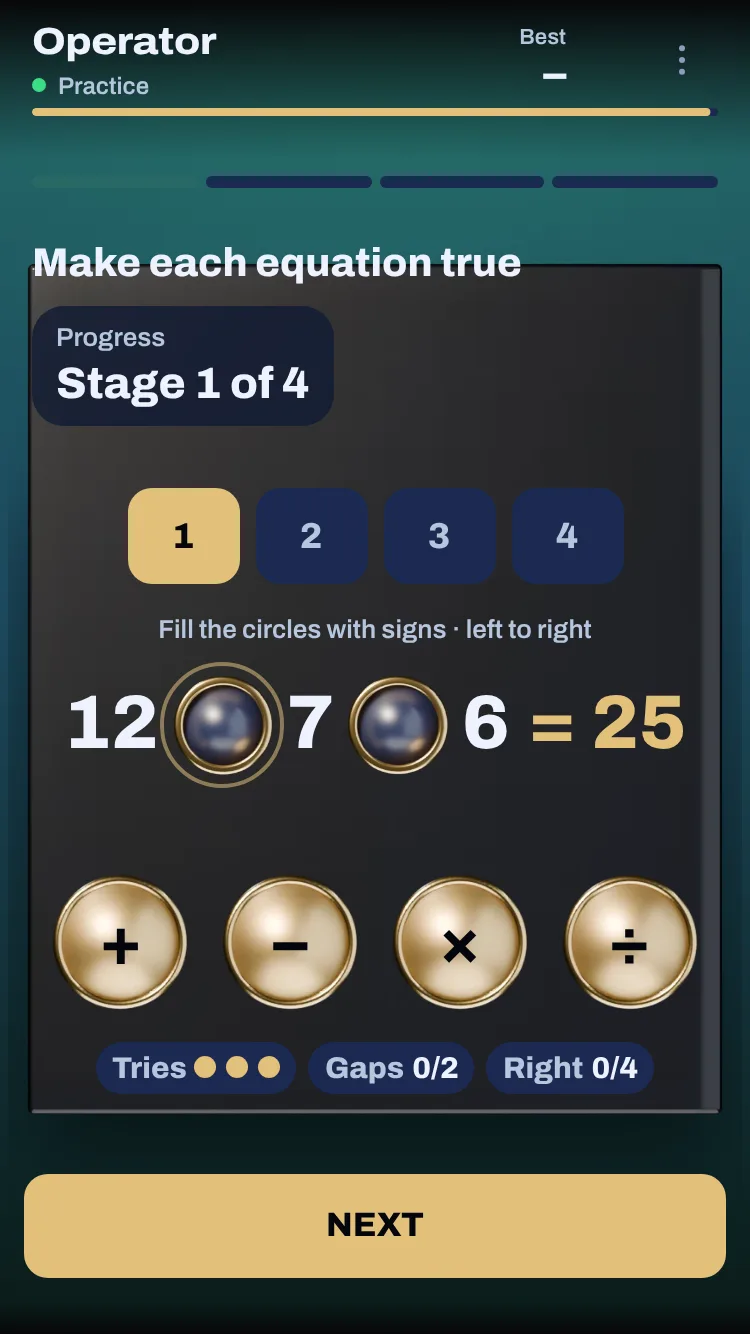 Operator
Best
Practice
–
Make each equation true
Progress
Stage 1 of 4
1 2 3 4
Fill the circles with signs · left to right
12 7 6 = 25
+ − × ÷
Tries Gaps 0/2 Right 0/4
NEXT